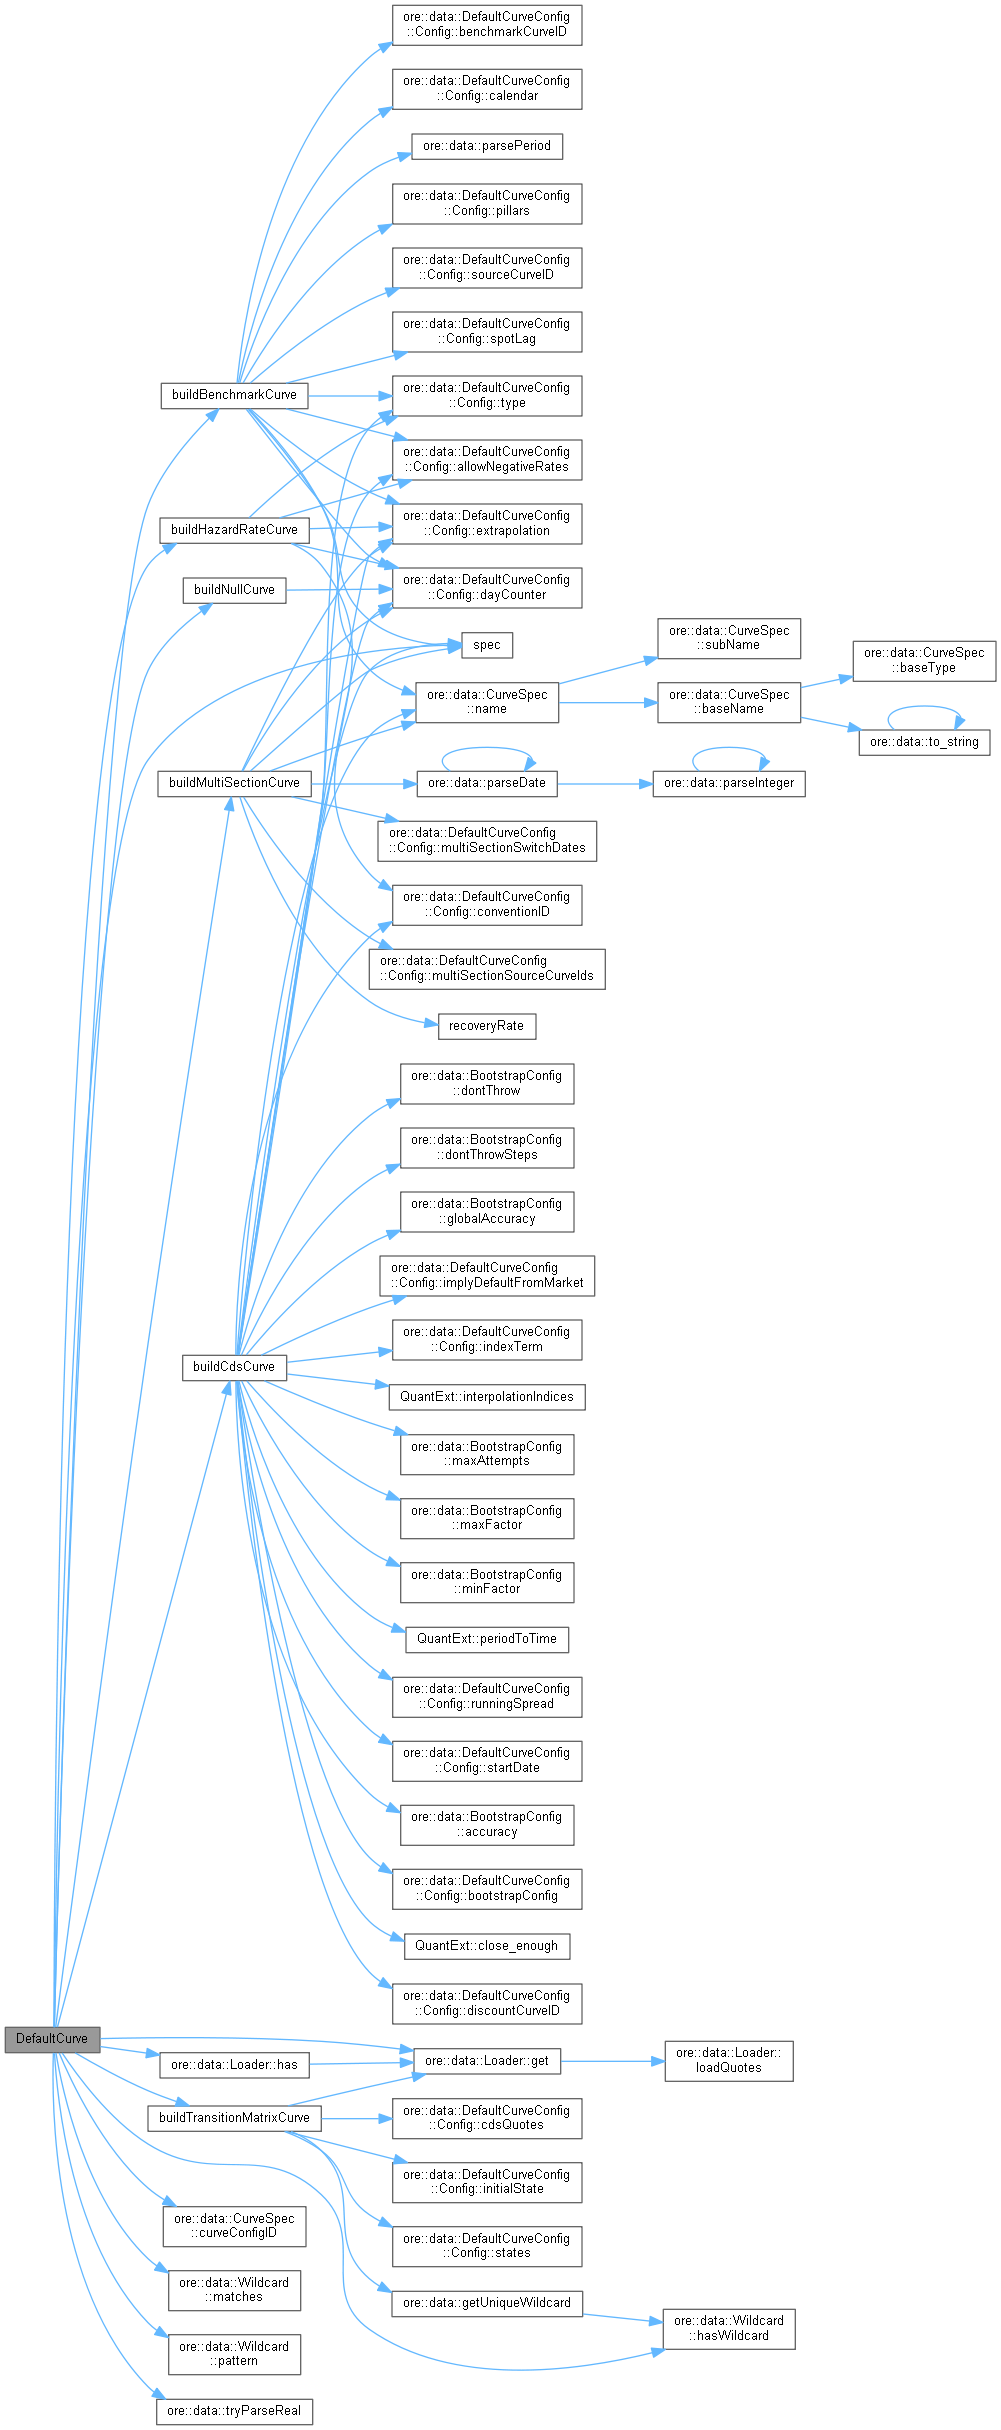 ore::data::DefaultCurveConfig
::Config::benchmarkCurveID
ore::data::DefaultCurveConfig
::Config::calendar
ore::data::parsePeriod
ore::data::DefaultCurveConfig
::Config::pillars
ore::data::DefaultCurveConfig
::Config::sourceCurveID
ore::data::DefaultCurveConfig
::Config::spotLag
buildBenchmarkCurve
ore::data::DefaultCurveConfig
::Config::type
ore::data::DefaultCurveConfig
::Config::allowNegativeRates
buildHazardRateCurve
ore::data::DefaultCurveConfig
::Config::extrapolation
buildNullCurve
ore::data::DefaultCurveConfig
::Config::dayCounter
spec
ore::data::CurveSpec
::subName
ore::data::CurveSpec
::baseType
ore::data::CurveSpec
::name
ore::data::CurveSpec
::baseName
ore::data::to_string
buildMultiSectionCurve
ore::data::parseDate
ore::data::parseInteger
ore::data::DefaultCurveConfig
::Config::multiSectionSwitchDates
ore::data::DefaultCurveConfig
::Config::conventionID
ore::data::DefaultCurveConfig
::Config::multiSectionSourceCurveIds
recoveryRate
ore::data::BootstrapConfig
::dontThrow
ore::data::BootstrapConfig
::dontThrowSteps
ore::data::BootstrapConfig
::globalAccuracy
ore::data::DefaultCurveConfig
::Config::implyDefaultFromMarket
ore::data::DefaultCurveConfig
::Config::indexTerm
buildCdsCurve
QuantExt::interpolationIndices
ore::data::BootstrapConfig
::maxAttempts
ore::data::BootstrapConfig
::maxFactor
ore::data::BootstrapConfig
::minFactor
QuantExt::periodToTime
ore::data::DefaultCurveConfig
::Config::runningSpread
ore::data::DefaultCurveConfig
::Config::startDate
ore::data::BootstrapConfig
::accuracy
ore::data::DefaultCurveConfig
::Config::bootstrapConfig
QuantExt::close_enough
ore::data::DefaultCurveConfig
::Config::discountCurveID
DefaultCurve
ore::data::Loader::has
ore::data::Loader::get
ore::data::Loader::
loadQuotes
buildTransitionMatrixCurve
ore::data::DefaultCurveConfig
::Config::cdsQuotes
ore::data::DefaultCurveConfig
::Config::initialState
ore::data::CurveSpec
::curveConfigID
ore::data::DefaultCurveConfig
::Config::states
ore::data::Wildcard
::matches
ore::data::getUniqueWildcard
ore::data::Wildcard
::hasWildcard
ore::data::Wildcard
::pattern
ore::data::tryParseReal